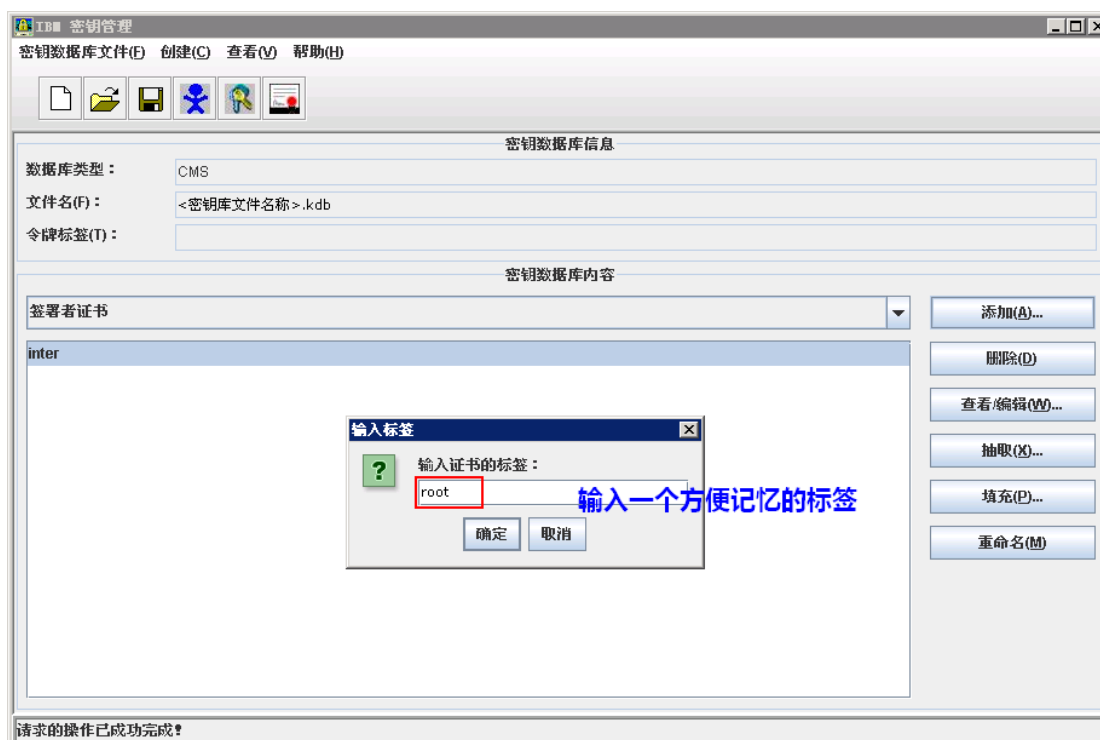 IBM 密钥管理
密钥数据库文件(F) 创建(C) 查看(V) 帮助(H)
密钥数据库信息
数据库类型：
CMS
文件名(F)：
<密钥库文件名称>.kdb
令牌标签(T)：
密钥数据库内容
签署者证书
添加(A)...
inter
删除(D)
查看/编辑(W)...
抽取(X)...
填充(P)...
重命名(M)
输入标签
输入证书的标签：
root
输入一个方便记忆的标签
确定 取消
请求的操作已成功完成！